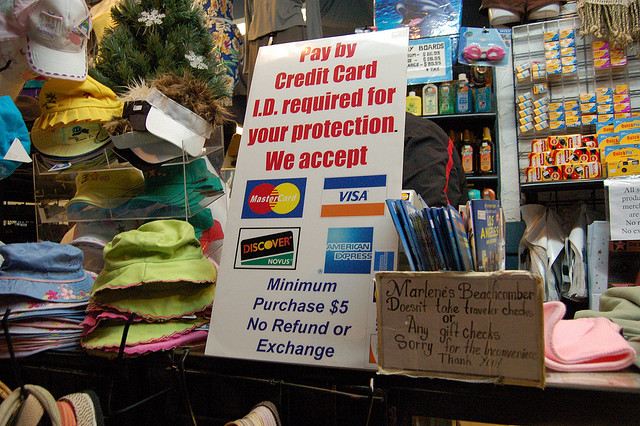 Pay by
Credit Card
I.D. required for
your protection.
We accept
MasterCard
VISA
DISCOVER
NOVUS
AMERICAN
EXPRESS
Minimum
Purchase $5
No Refund or
Exchange
BOARDS
Marlene's Beachcomber
Doesn't take traveler checks
or
Any gift checks
Sorry for the Inconvenience
Thank You!
All